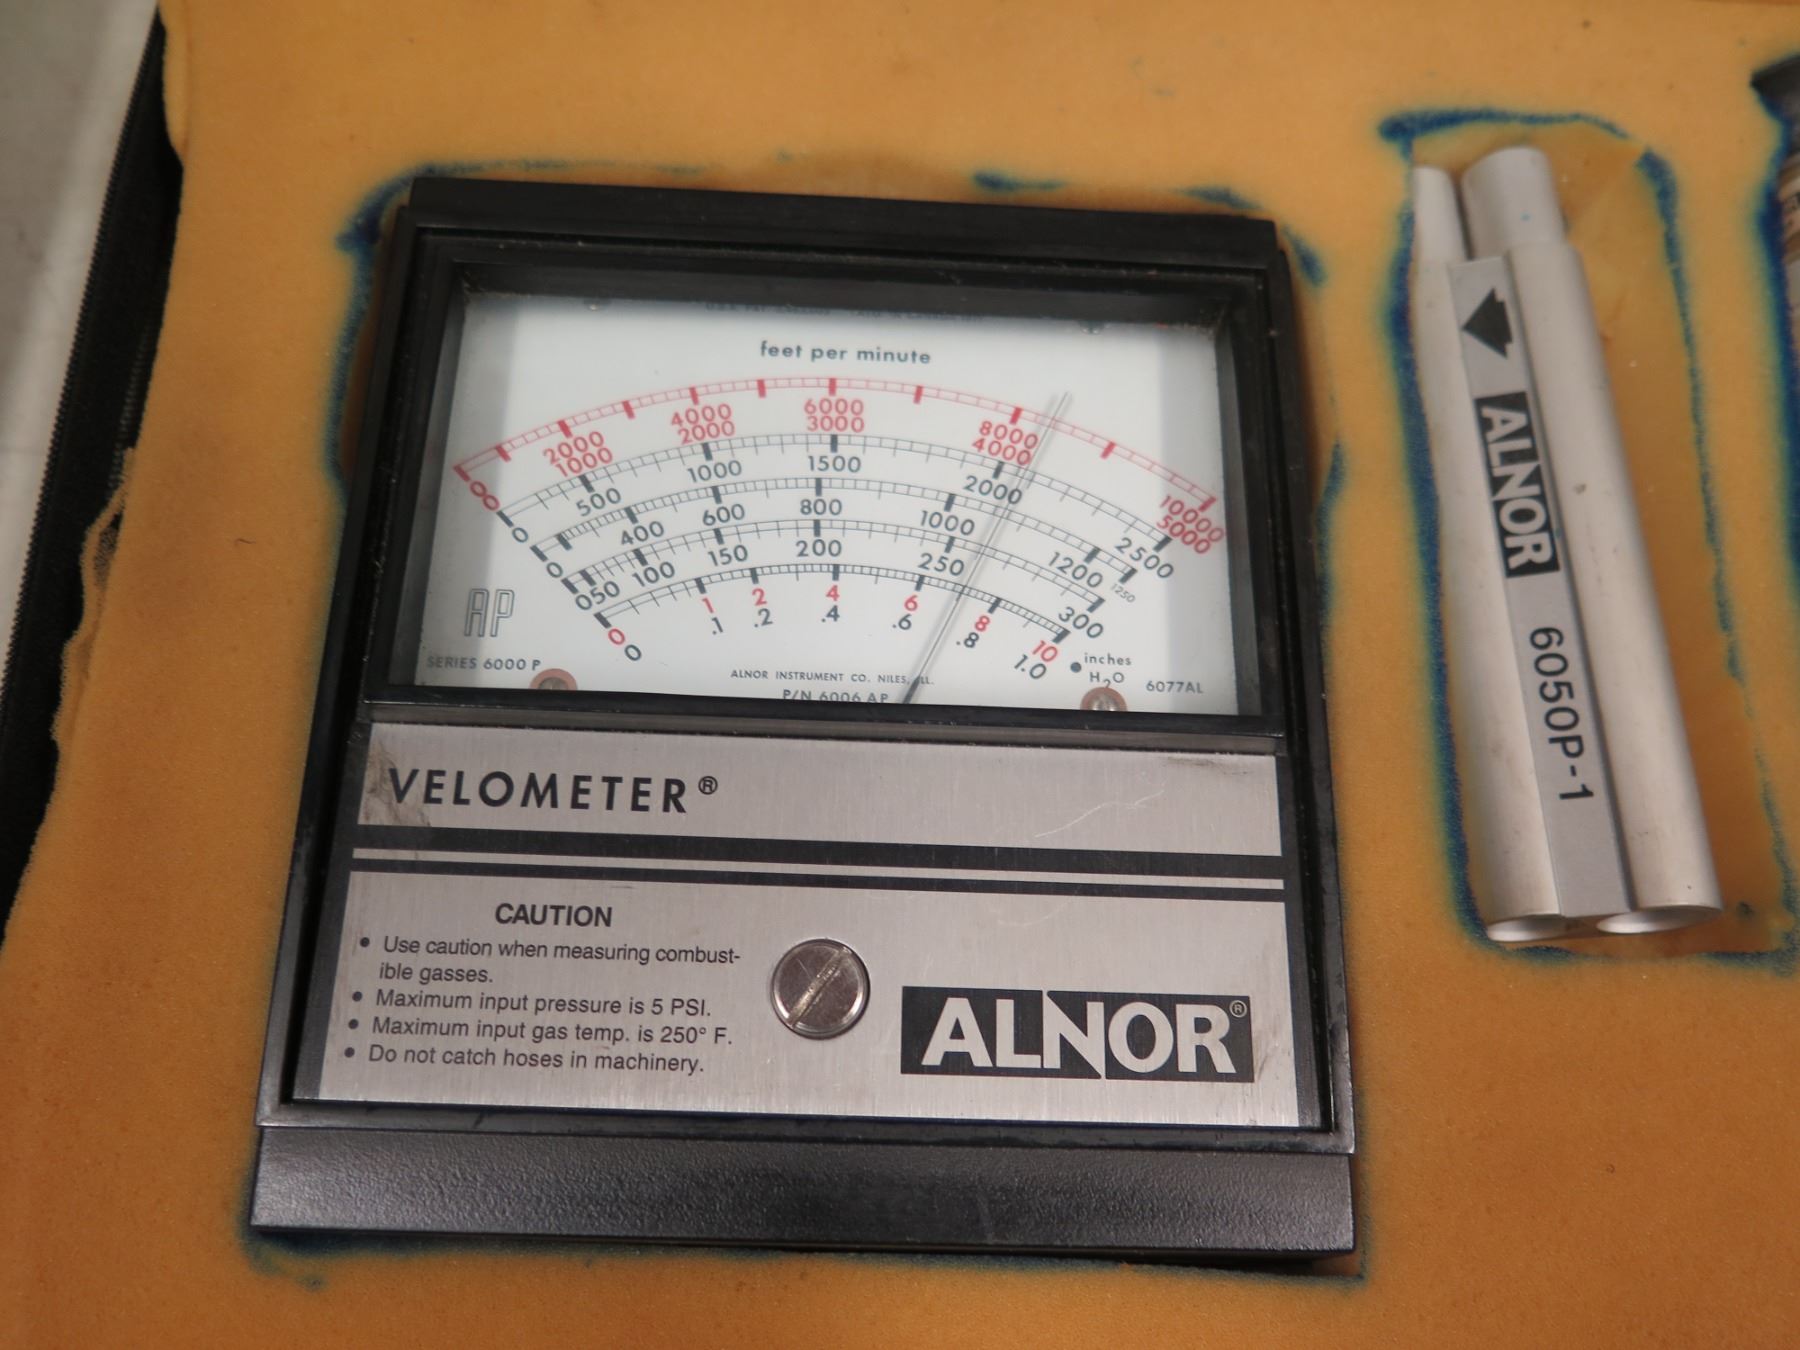 feet per minute
0 2000 4000 6000 8000 10000
0 1000 2000 3000 4000 5000
0 500 1000 1500 2000 2500
0 400 600 800 1000 1200 1250
0 50 100 150 200 250 300
0 1 2 4 6 8 10
0 .1 .2 .4 .6 .8 1.0
inches
H2O
AP
SERIES 6000 P
ALNOR INSTRUMENT CO. NILES, ILL.
P/N 6006 AP
6077AL
VELOMETER®
CAUTION
• Use caution when measuring combust-
ible gasses.
• Maximum input pressure is 5 PSI.
• Maximum input gas temp. is 250° F.
• Do not catch hoses in machinery.
ALNOR®
ALNOR 6050P-1